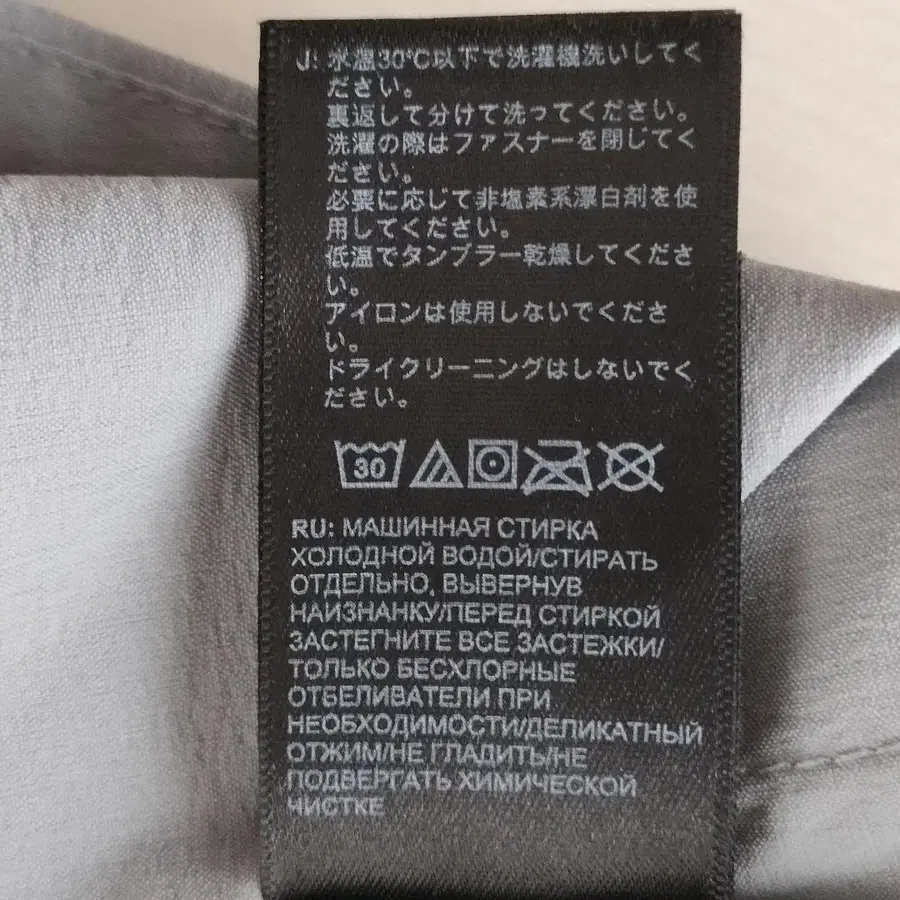 J: 水温30℃以下で洗濯機洗いしてく
ださい。
裏返して分けて洗ってください。
洗濯の際はファスナーを閉じてく
ださい。
必要に応じて非塩素系漂白剤を使
用してください。
低温でタンブラー乾燥してくださ
い。
アイロンは使用しないでくださ
い。
ドライクリーニングはしないでく
ださい。
30
RU: МАШИННАЯ СТИРКА
ХОЛОДНОЙ ВОДОЙ/СТИРАТЬ
ОТДЕЛЬНО, ВЫВЕРНУВ
НАИЗНАНКУ/ПЕРЕД СТИРКОЙ
ЗАСТЕГНИТЕ ВСЕ ЗАСТЕЖКИ/
ТОЛЬКО БЕСХЛОРНЫЕ
ОТБЕЛИВАТЕЛИ ПРИ
НЕОБХОДИМОСТИ/ДЕЛИКАТНЫЙ
ОТЖИМ/НЕ ГЛАДИТЬ/НЕ
ПОДВЕРГАТЬ ХИМИЧЕСКОЙ
ЧИСТКЕ